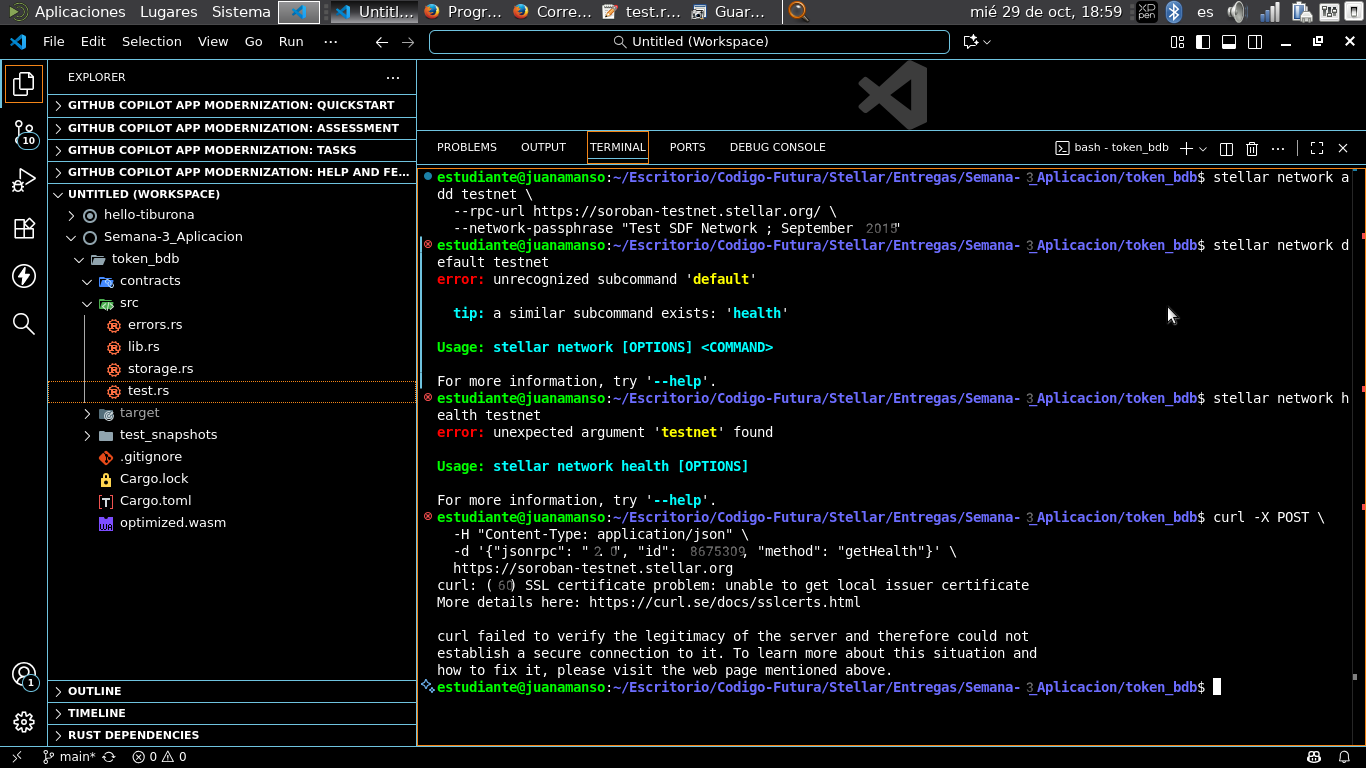 Aplicaciones Lugares Sistema Untitl... Progr... Corre... test.r... Guar... mié 29 de oct, 18:59 XP PEN es
File Edit Selection View Go Run ··· Untitled (Workspace)
EXPLORER ···
GITHUB COPILOT APP MODERNIZATION: QUICKSTART
GITHUB COPILOT APP MODERNIZATION: ASSESSMENT
GITHUB COPILOT APP MODERNIZATION: TASKS
GITHUB COPILOT APP MODERNIZATION: HELP AND FE...
UNTITLED (WORKSPACE)
hello-tiburona
Semana-3_Aplicacion
token_bdb
contracts
src
errors.rs
lib.rs
storage.rs
test.rs
target
test_snapshots
.gitignore
Cargo.lock
Cargo.toml
optimized.wasm
OUTLINE
TIMELINE
RUST DEPENDENCIES
10
1
PROBLEMS OUTPUT TERMINAL PORTS DEBUG CONSOLE bash - token_bdb
estudiante@juanamanso:~/Escritorio/Codigo-Futura/Stellar/Entregas/Semana-3_Aplicacion/token_bdb$ stellar network a
dd testnet \
--rpc-url https://soroban-testnet.stellar.org/ \
--network-passphrase "Test SDF Network ; September 2015"
estudiante@juanamanso:~/Escritorio/Codigo-Futura/Stellar/Entregas/Semana-3_Aplicacion/token_bdb$ stellar network d
efault testnet
error: unrecognized subcommand 'default'
tip: a similar subcommand exists: 'health'
Usage: stellar network [OPTIONS] <COMMAND>
For more information, try '--help'.
estudiante@juanamanso:~/Escritorio/Codigo-Futura/Stellar/Entregas/Semana-3_Aplicacion/token_bdb$ stellar network h
ealth testnet
error: unexpected argument 'testnet' found
Usage: stellar network health [OPTIONS]
For more information, try '--help'.
estudiante@juanamanso:~/Escritorio/Codigo-Futura/Stellar/Entregas/Semana-3_Aplicacion/token_bdb$ curl -X POST \
-H "Content-Type: application/json" \
-d '{"jsonrpc": "2.0", "id": 8675309, "method": "getHealth"}' \
https://soroban-testnet.stellar.org
curl: (60) SSL certificate problem: unable to get local issuer certificate
More details here: https://curl.se/docs/sslcerts.html
curl failed to verify the legitimacy of the server and therefore could not
establish a secure connection to it. To learn more about this situation and
how to fix it, please visit the web page mentioned above.
estudiante@juanamanso:~/Escritorio/Codigo-Futura/Stellar/Entregas/Semana-3_Aplicacion/token_bdb$
main* 0 0